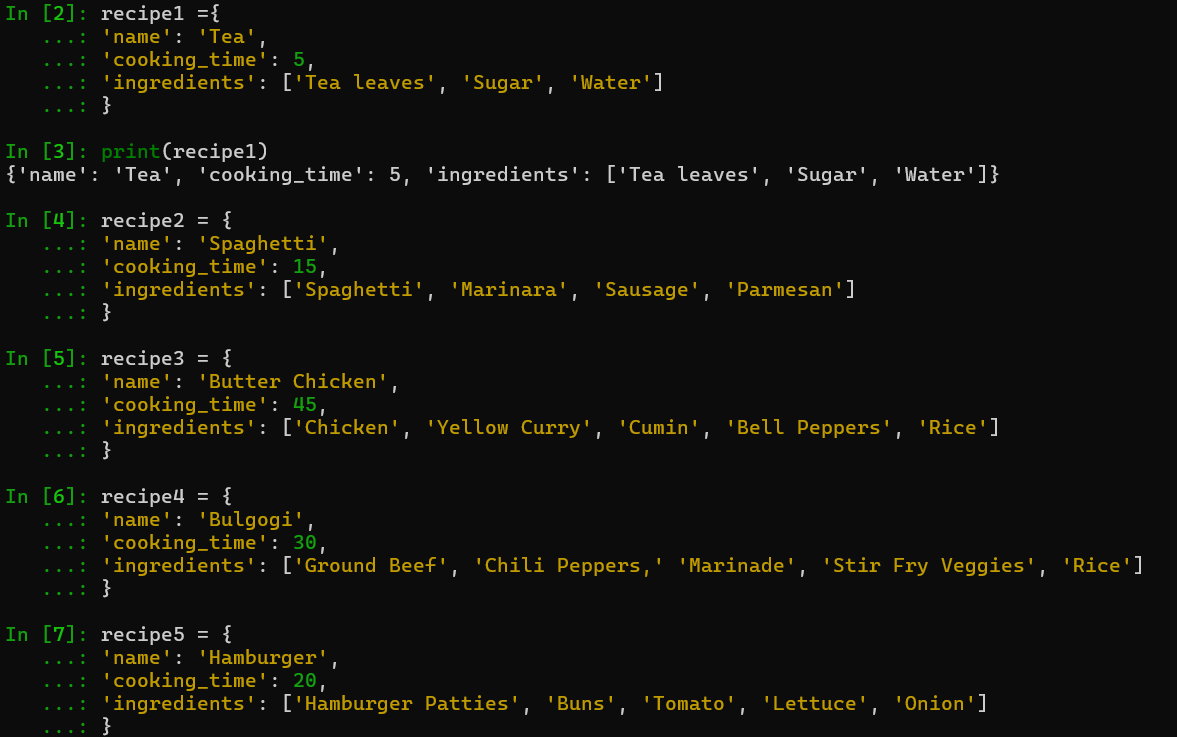 In [2]: recipe1 ={
   ...: 'name': 'Tea',
   ...: 'cooking_time': 5,
   ...: 'ingredients': ['Tea leaves', 'Sugar', 'Water']
   ...: }
In [3]: print(recipe1)
{'name': 'Tea', 'cooking_time': 5, 'ingredients': ['Tea leaves', 'Sugar', 'Water']}
In [4]: recipe2 = {
   ...: 'name': 'Spaghetti',
   ...: 'cooking_time': 15,
   ...: 'ingredients': ['Spaghetti', 'Marinara', 'Sausage', 'Parmesan']
   ...: }
In [5]: recipe3 = {
   ...: 'name': 'Butter Chicken',
   ...: 'cooking_time': 45,
   ...: 'ingredients': ['Chicken', 'Yellow Curry', 'Cumin', 'Bell Peppers', 'Rice']
   ...: }
In [6]: recipe4 = {
   ...: 'name': 'Bulgogi',
   ...: 'cooking_time': 30,
   ...: 'ingredients': ['Ground Beef', 'Chili Peppers,' 'Marinade', 'Stir Fry Veggies', 'Rice']
   ...: }
In [7]: recipe5 = {
   ...: 'name': 'Hamburger',
   ...: 'cooking_time': 20,
   ...: 'ingredients': ['Hamburger Patties', 'Buns', 'Tomato', 'Lettuce', 'Onion']
   ...: }